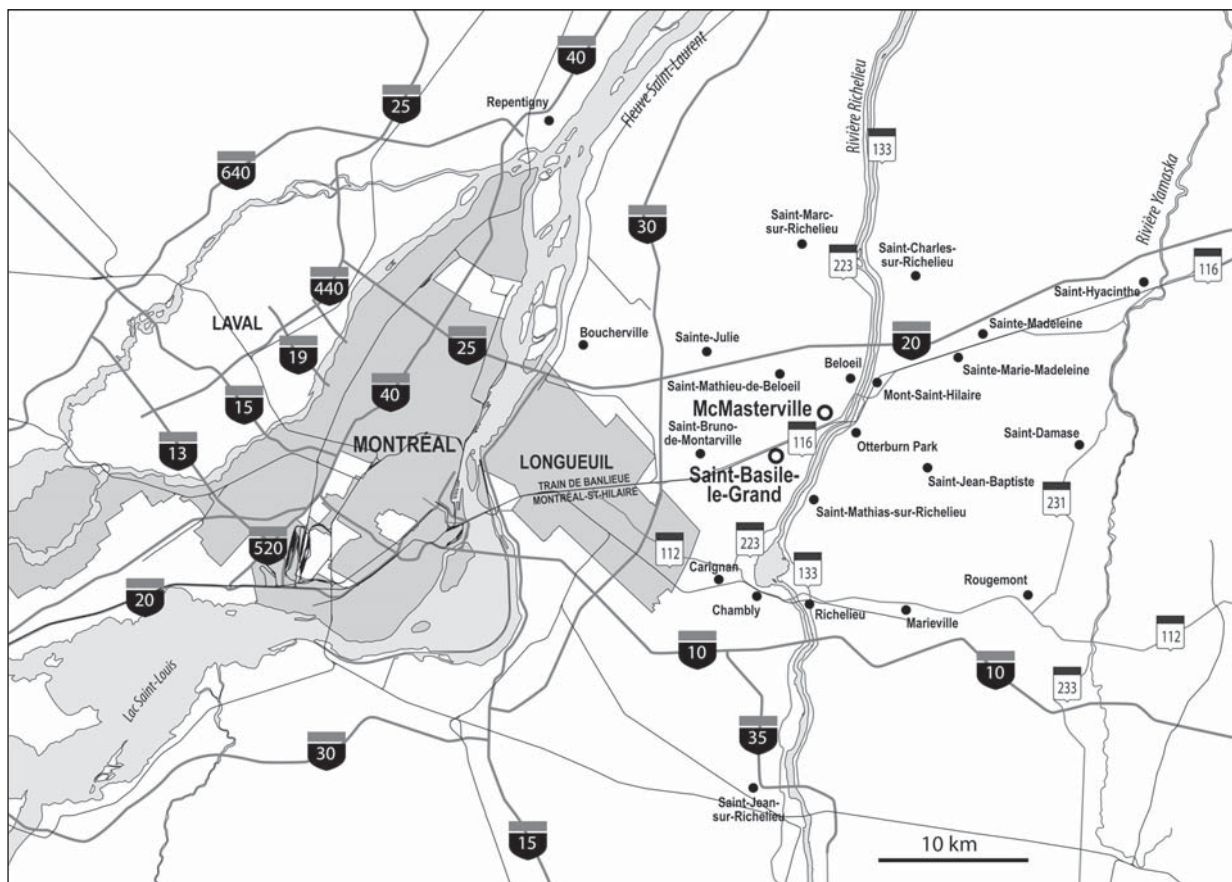 40
25
Repentigny
Fleuve Saint-Laurent
Rivière Richelieu
133
640
Rivière Yamaska
30
Saint-Marc-
sur-Richelieu
223
Saint-Charles-
sur-Richelieu
116
440
Saint-Hyacinthe
LAVAL
19
25
Boucherville
Sainte-Julie
20
Sainte-Madeleine
Beloeil
Sainte-Marie-Madeleine
Saint-Mathieu-de-Beloeil
Mont-Saint-Hilaire
15
40
McMasterville
13
MONTRÉAL
Saint-Bruno-
de-Montarville
116
Otterburn Park
Saint-Damase
LONGUEUIL
TRAIN DE BANLIEUE
MONTRÉAL-ST-HILAIRE
Saint-Basile-
le-Grand
Saint-Jean-Baptiste
231
Saint-Mathias-sur-Richelieu
520
112
223
133
Carignan
Rougemont
20
Chambly
Richelieu
Marieville
112
10
10
233
Lac Saint-Louis
30
35
Saint-Jean-
sur-Richelieu
15
10 km